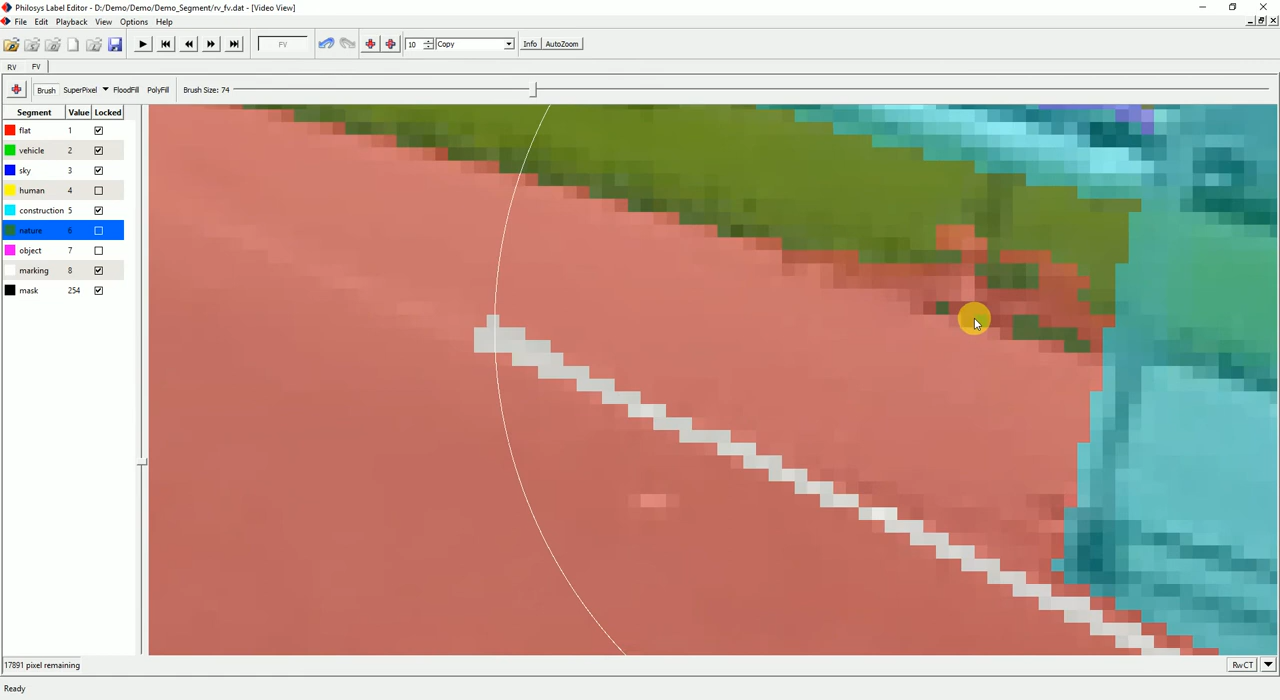 Philosys Label Editor - D:/Demo/Demo/Demo_Segment/rv_fv.dat - [Video View]
File Edit Playback View Options Help
FV 10 Copy Info AutoZoom
RV FV
Brush SuperPixel FloodFill PolyFill Brush Size: 74
Segment Value Locked
flat 1
vehicle 2
sky 3
human 4
construction 5
nature 6
object 7
marking 8
mask 254
17891 pixel remaining RwCT
Ready